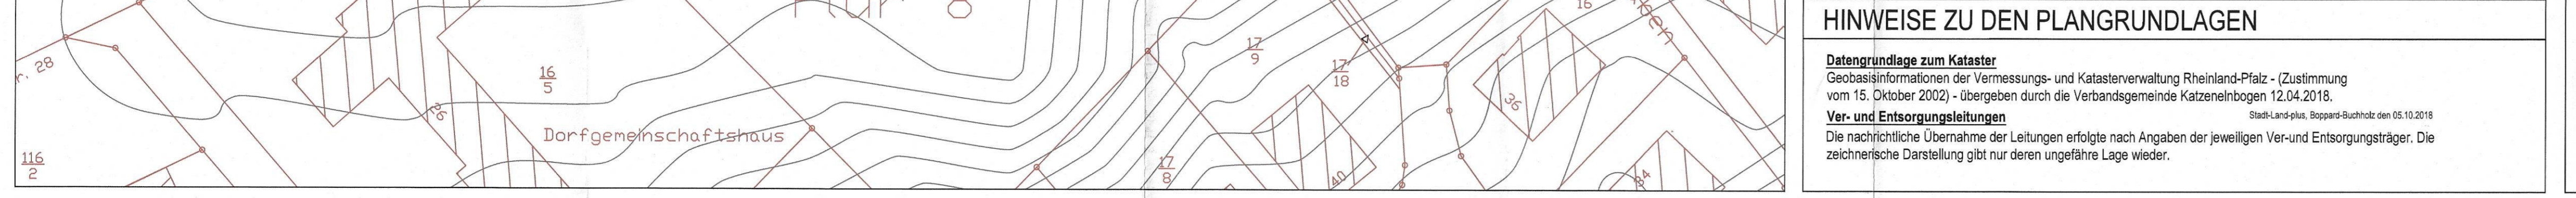 Flur 8
16
17
9
r. 28
16
5
17
18
36
26
Dorfgemeinschaftshaus
116
2
17
8
40
34
HINWEISE ZU DEN PLANGRUNDLAGEN
Datengrundlage zum Kataster
Geobasisinformationen der Vermessungs- und Katasterverwaltung Rheinland-Pfalz - (Zustimmung
vom 15. Oktober 2002) - übergeben durch die Verbandsgemeinde Katzenelnbogen 12.04.2018.
Ver- und Entsorgungsleitungen
Stadt-Land-plus, Boppard-Buchholz den 05.10.2018
Die nachrichtliche Übernahme der Leitungen erfolgte nach Angaben der jeweiligen Ver-und Entsorgungsträger. Die
zeichnerische Darstellung gibt nur deren ungefähre Lage wieder.